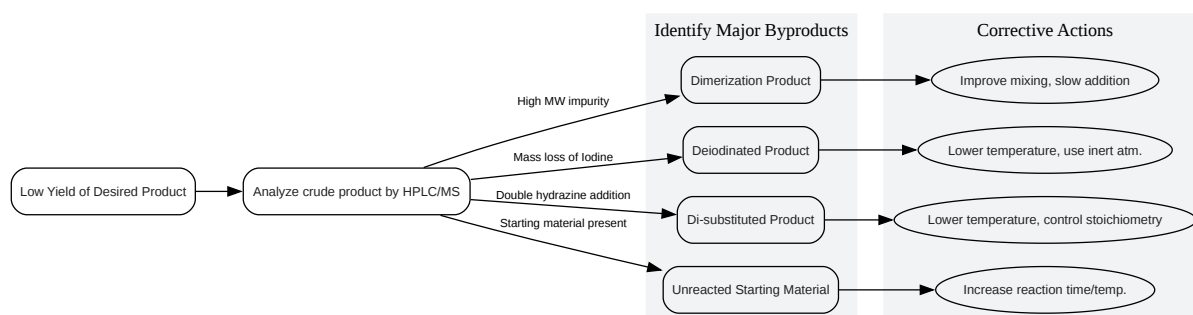 Identify Major Byproducts
Corrective Actions
Dimerization Product
Improve mixing, slow addition
High MW impurity
Mass loss of Iodine
Deiodinated Product
Lower temperature, use inert atm.
Low Yield of Desired Product
Analyze crude product by HPLC/MS
Double hydrazine addition
Di-substituted Product
Lower temperature, control stoichiometry
Starting material present
Unreacted Starting Material
Increase reaction time/temp.